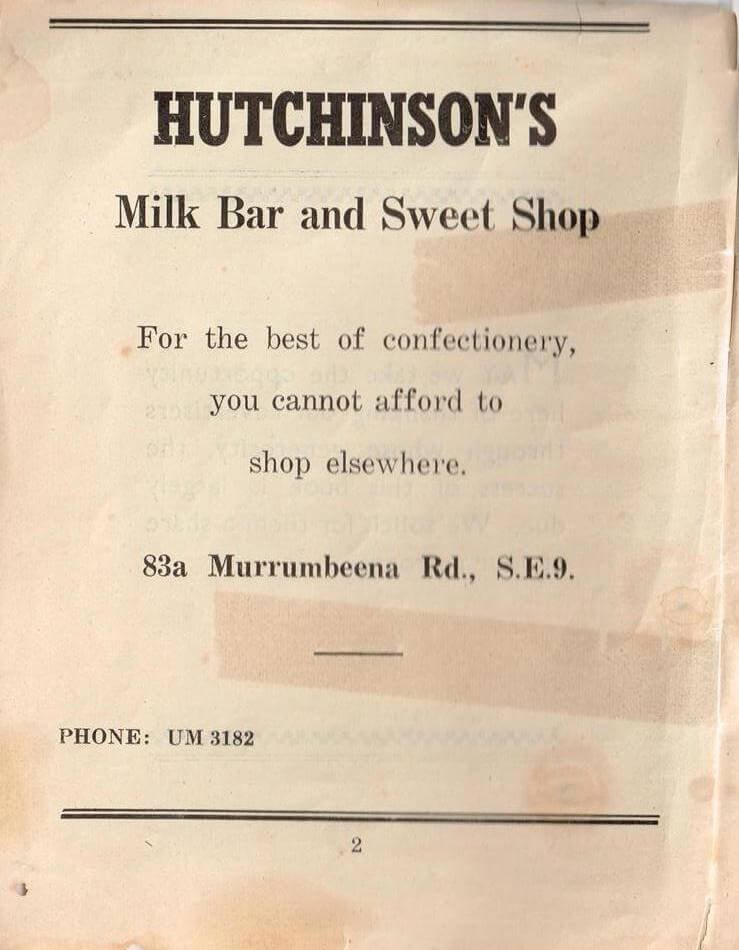 HUTCHINSON'S
Milk Bar and Sweet Shop
For the best of confectionery,
you cannot afford to
shop elsewhere.
83a Murrumbeena Rd., S.E.9.
PHONE: UM 3182
2